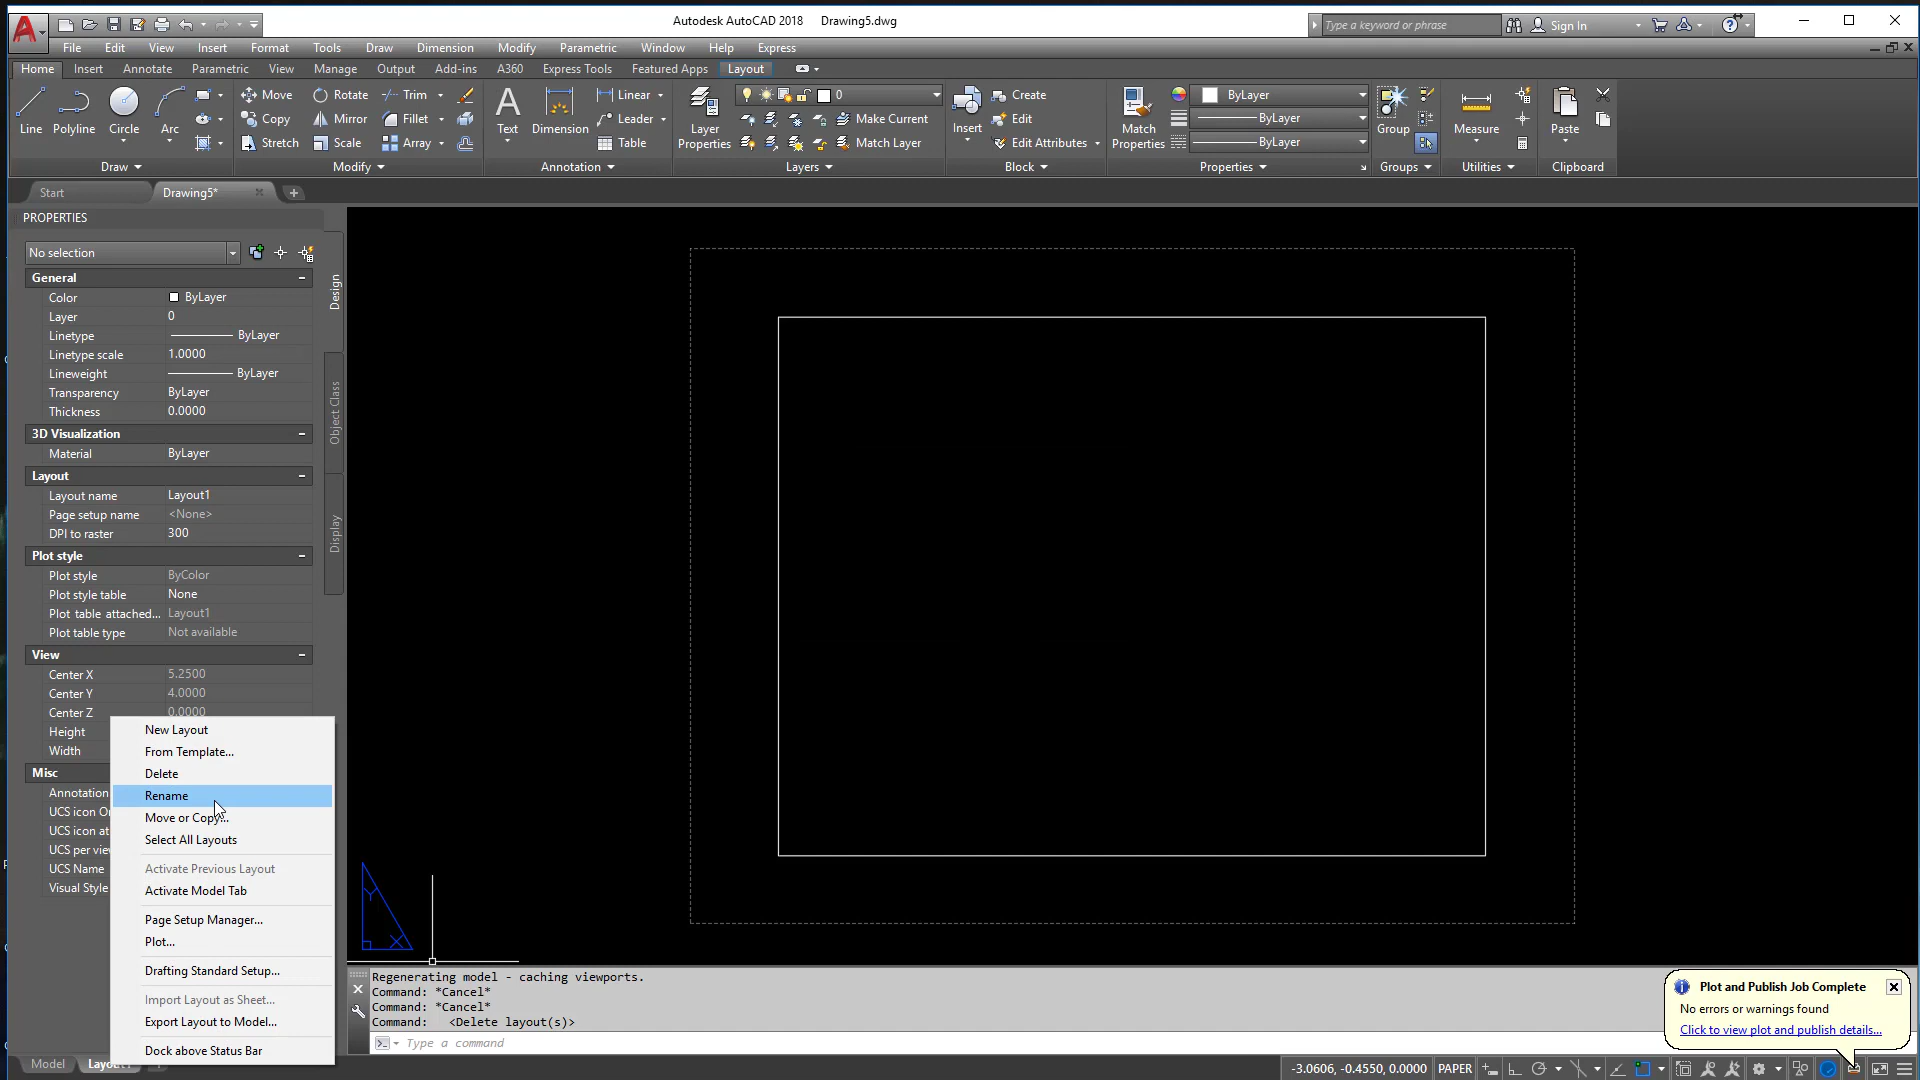 Autodesk AutoCAD 2018 Drawing5.dwg
Type a keyword or phrase
Sign In
File Edit View Insert Format Tools Draw Dimension Modify Parametric Window Help Express
Home Insert Annotate Parametric View Manage Output Add-ins A360 Express Tools Featured Apps Layout
Line Polyline Circle Arc
Move Rotate Trim
Copy Mirror Fillet
Stretch Scale Array
Text Dimension
Linear
Leader
Table
Layer Properties
0
Make Current
Match Layer
Insert
Create
Edit
Edit Attributes
Match Properties
ByLayer
ByLayer
ByLayer
Group
Measure
Paste
Draw Modify Annotation Layers Block Properties Groups Utilities Clipboard
Start Drawing5*
PROPERTIES
No selection
General
Color ByLayer
Layer 0
Linetype ByLayer
Linetype scale 1.0000
Lineweight ByLayer
Transparency ByLayer
Thickness 0.0000
3D Visualization
Material ByLayer
Layout
Layout name Layout1
Page setup name <None>
DPI to raster 300
Plot style
Plot style ByColor
Plot style table None
Plot table attached... Layout1
Plot table type Not available
View
Center X 5.2500
Center Y 4.0000
Center Z 0.0000
Height
Width
Misc
Annotation
UCS icon On
UCS icon at
UCS per view
UCS Name
Visual Style
Design
Object Class
Display
New Layout
From Template...
Delete
Rename
Move or Copy...
Select All Layouts
Activate Previous Layout
Activate Model Tab
Page Setup Manager...
Plot...
Drafting Standard Setup...
Import Layout as Sheet...
Export Layout to Model...
Dock above Status Bar
Y
X
Regenerating model - caching viewports.
Command: *Cancel*
Command: *Cancel*
Command: <Delete layout(s)>
Type a command
Plot and Publish Job Complete
No errors or warnings found
Click to view plot and publish details...
Model
-3.0606, -0.4550, 0.0000 PAPER